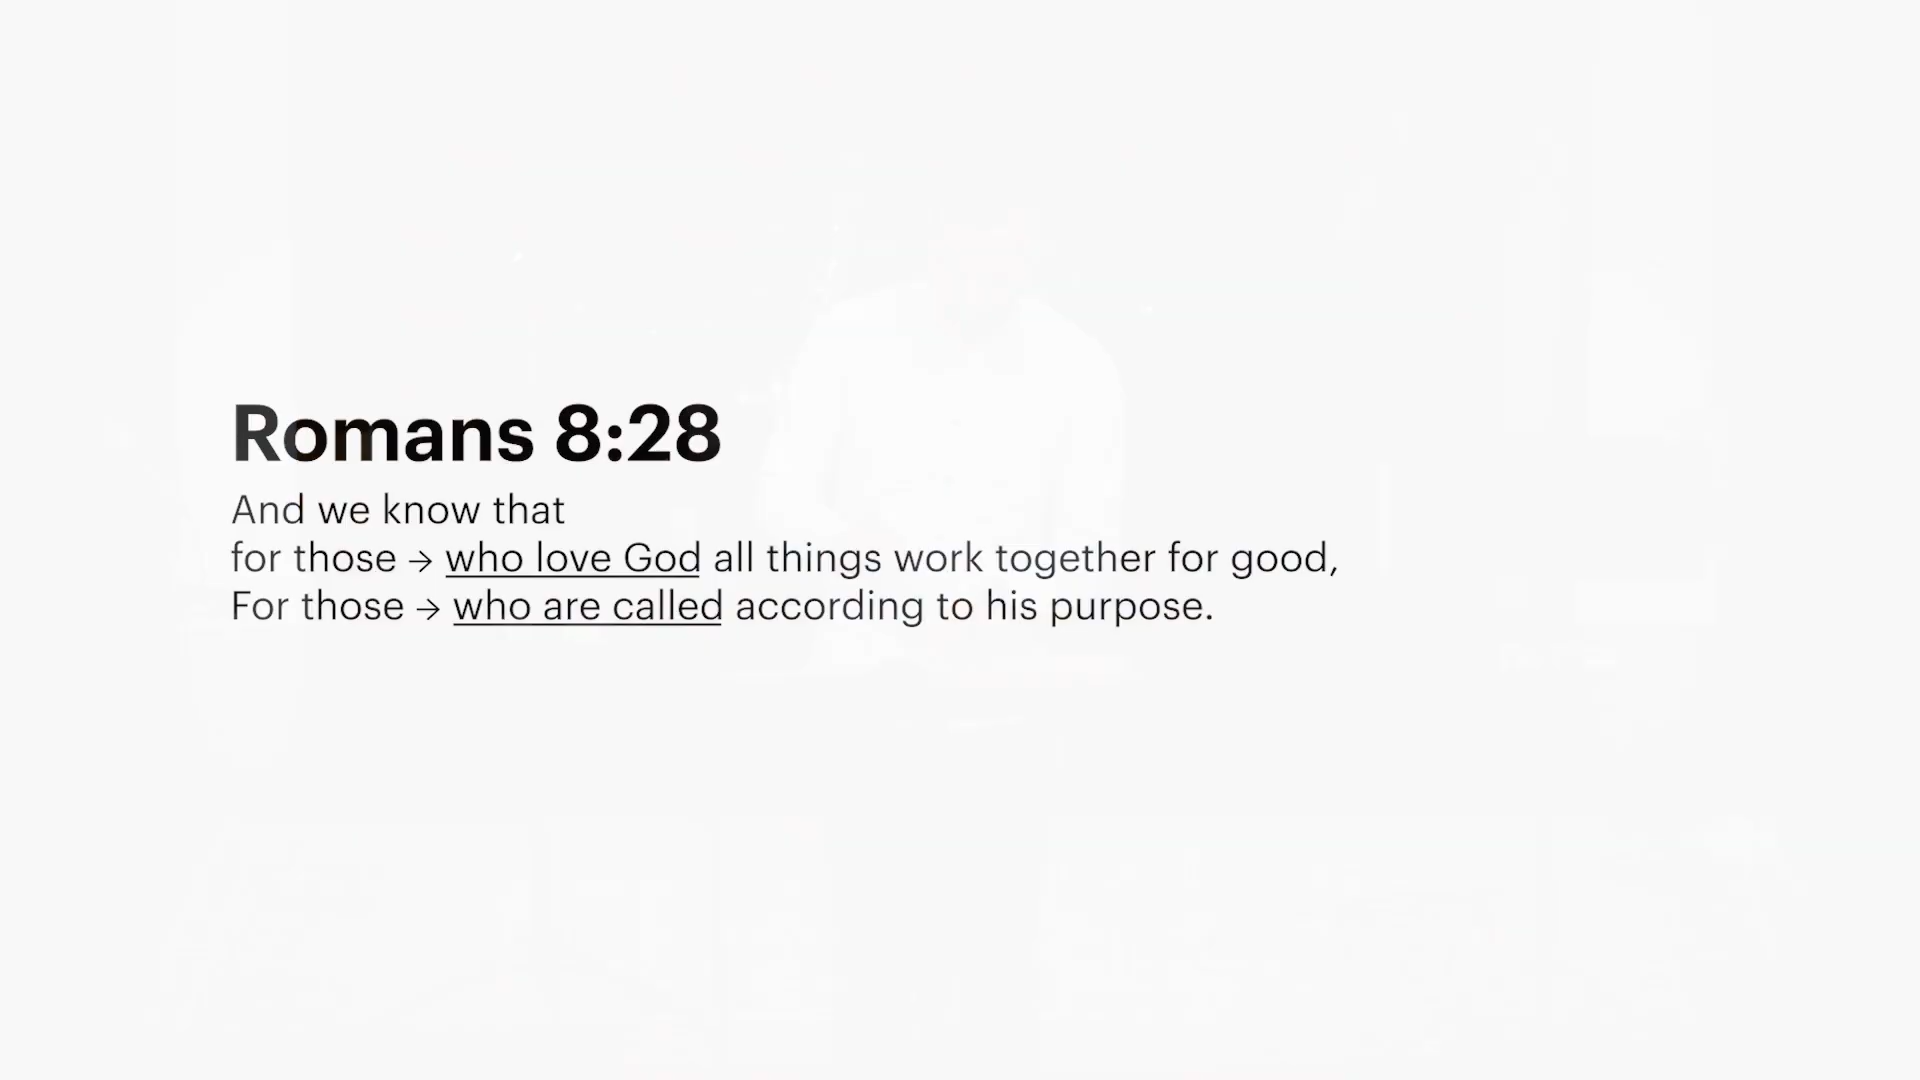 Romans 8:28
And we know that
for those → who love God all things work together for good,
For those → who are called according to his purpose.